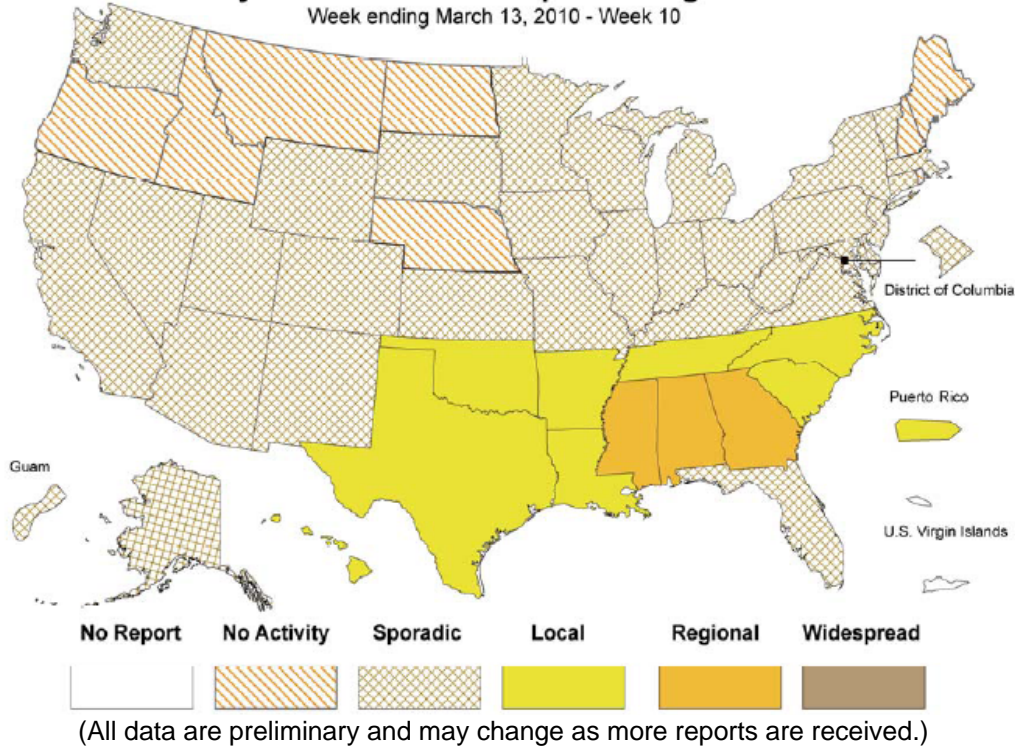 Week ending March 13, 2010 - Week 10
District of Columbia
Puerto Rico
Guam
U.S. Virgin Islands
No Report No Activity Sporadic Local Regional Widespread
(All data are preliminary and may change as more reports are received.)